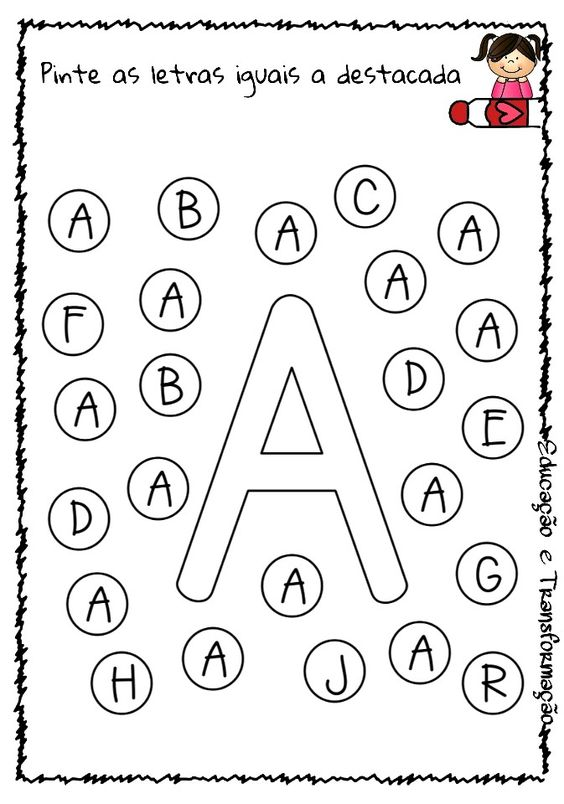 Pinte as letras iguais a destacada
A B A C A
F A A A
A B D E
A
D A A
A A G
H A J A R
Educação e Transformação